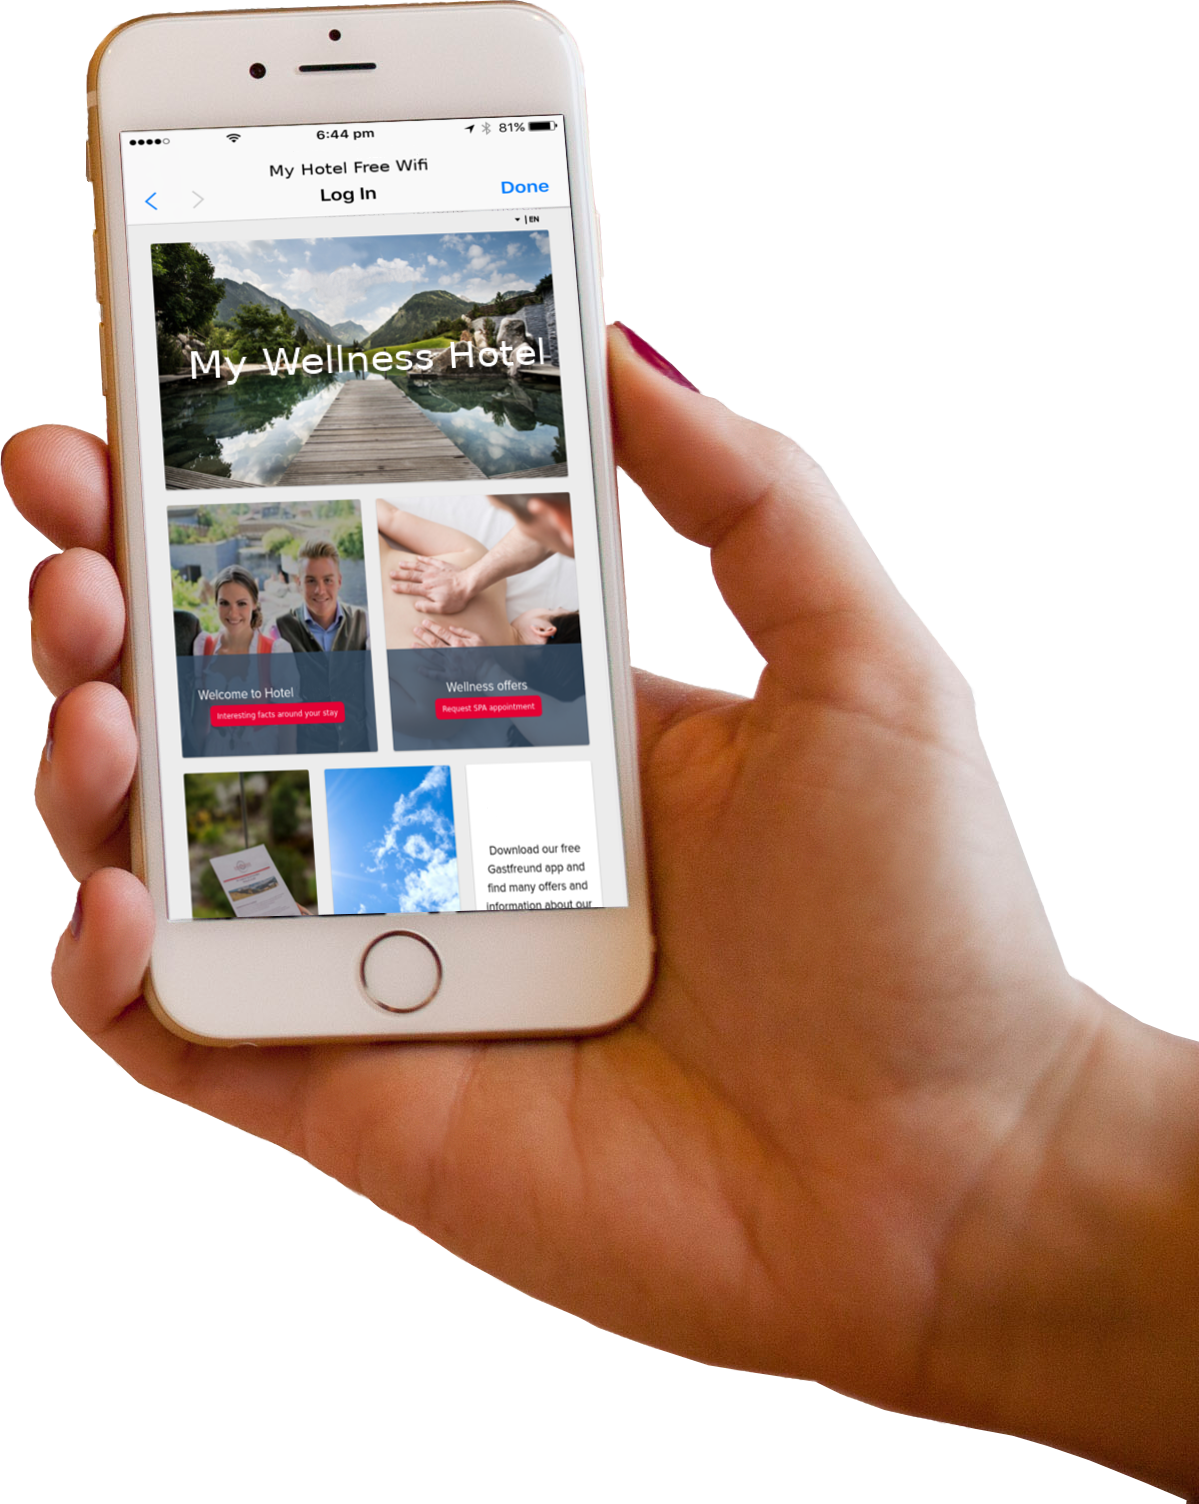 6:44 pm
81%
My Hotel Free Wifi
Log In
Done
| EN
My Wellness Hotel
Welcome to Hotel
Interesting facts around your stay
Wellness offers
Request SPA appointment
Download our free
Gastfreund app and
find many offers and
information about our